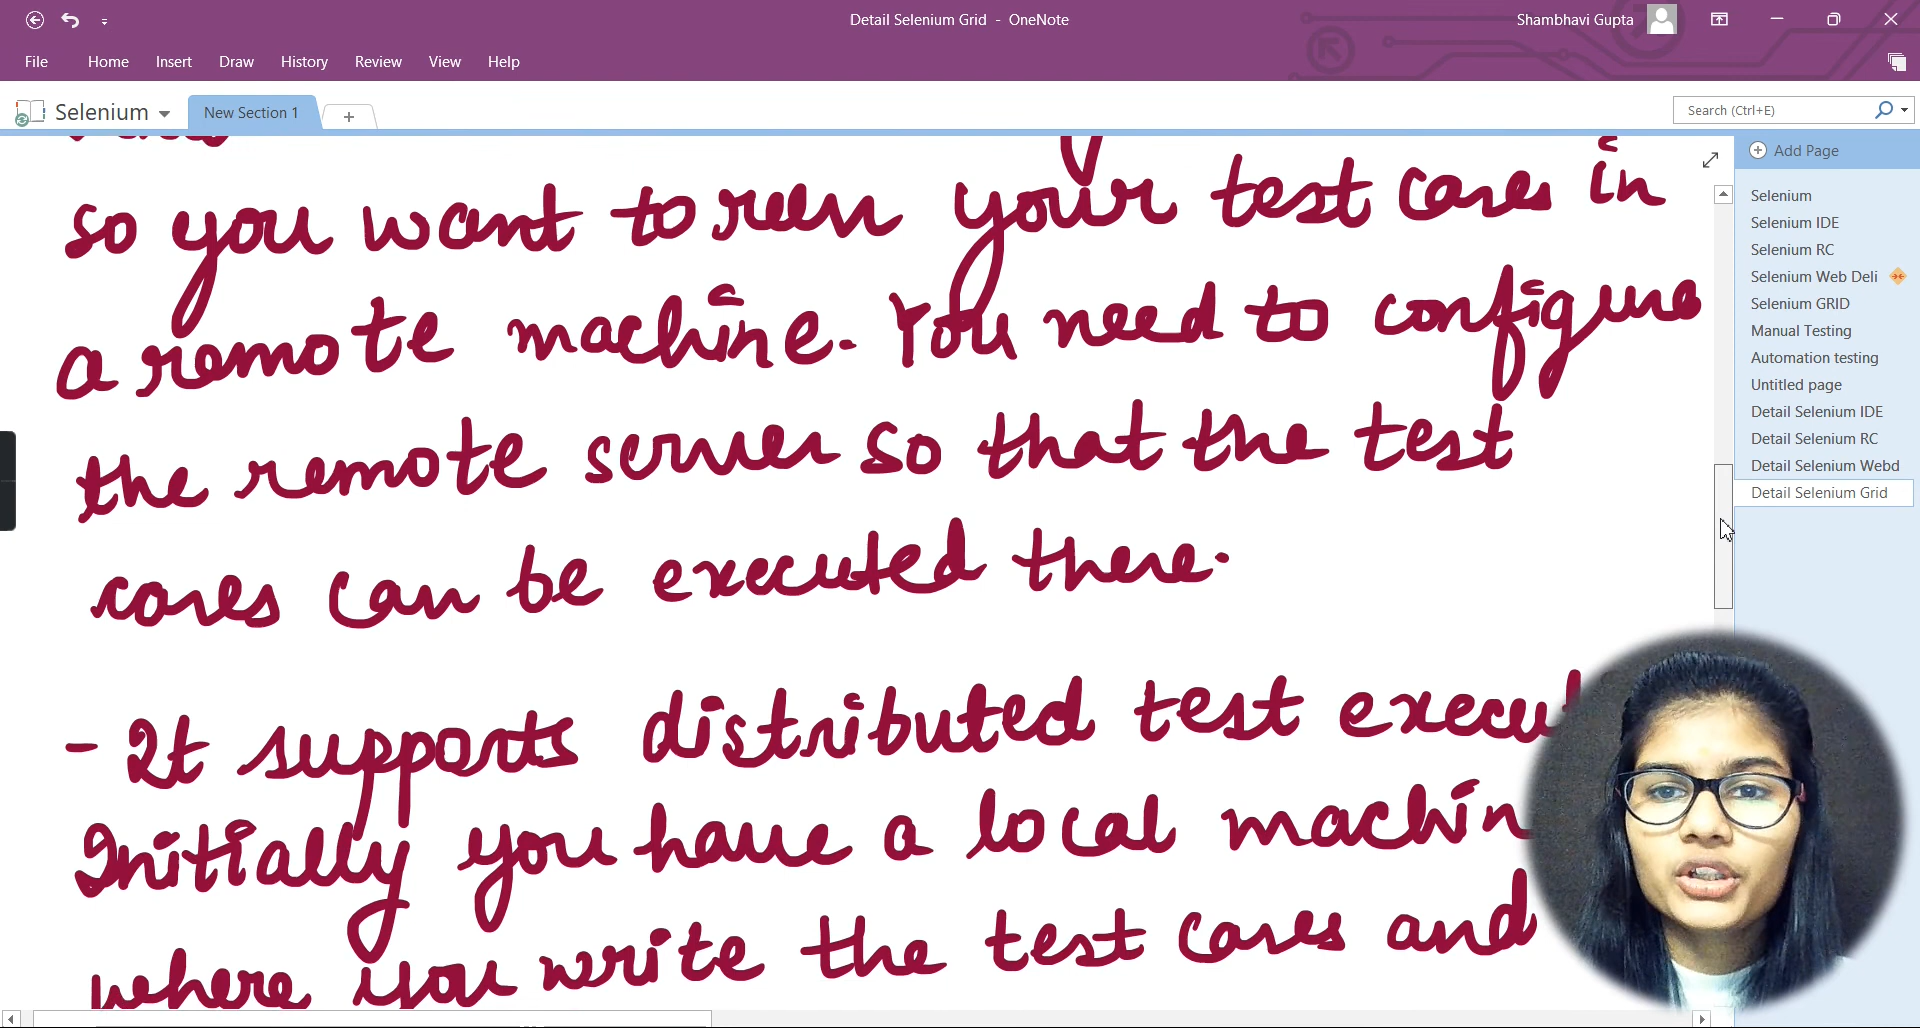 Detail Selenium Grid - OneNote
Shambhavi Gupta
File Home Insert Draw History Review View Help
Selenium
New Section 1
+
Search (Ctrl+E)
so you want to run your test cases in
a remote machine. You need to configure
the remote server so that the test
cases can be executed there.
- It supports distributed test execut
Initially you have a local machin
where you write the test cases and
Add Page
Selenium
Selenium IDE
Selenium RC
Selenium Web Deli
Selenium GRID
Manual Testing
Automation testing
Untitled page
Detail Selenium IDE
Detail Selenium RC
Detail Selenium Webd
Detail Selenium Grid